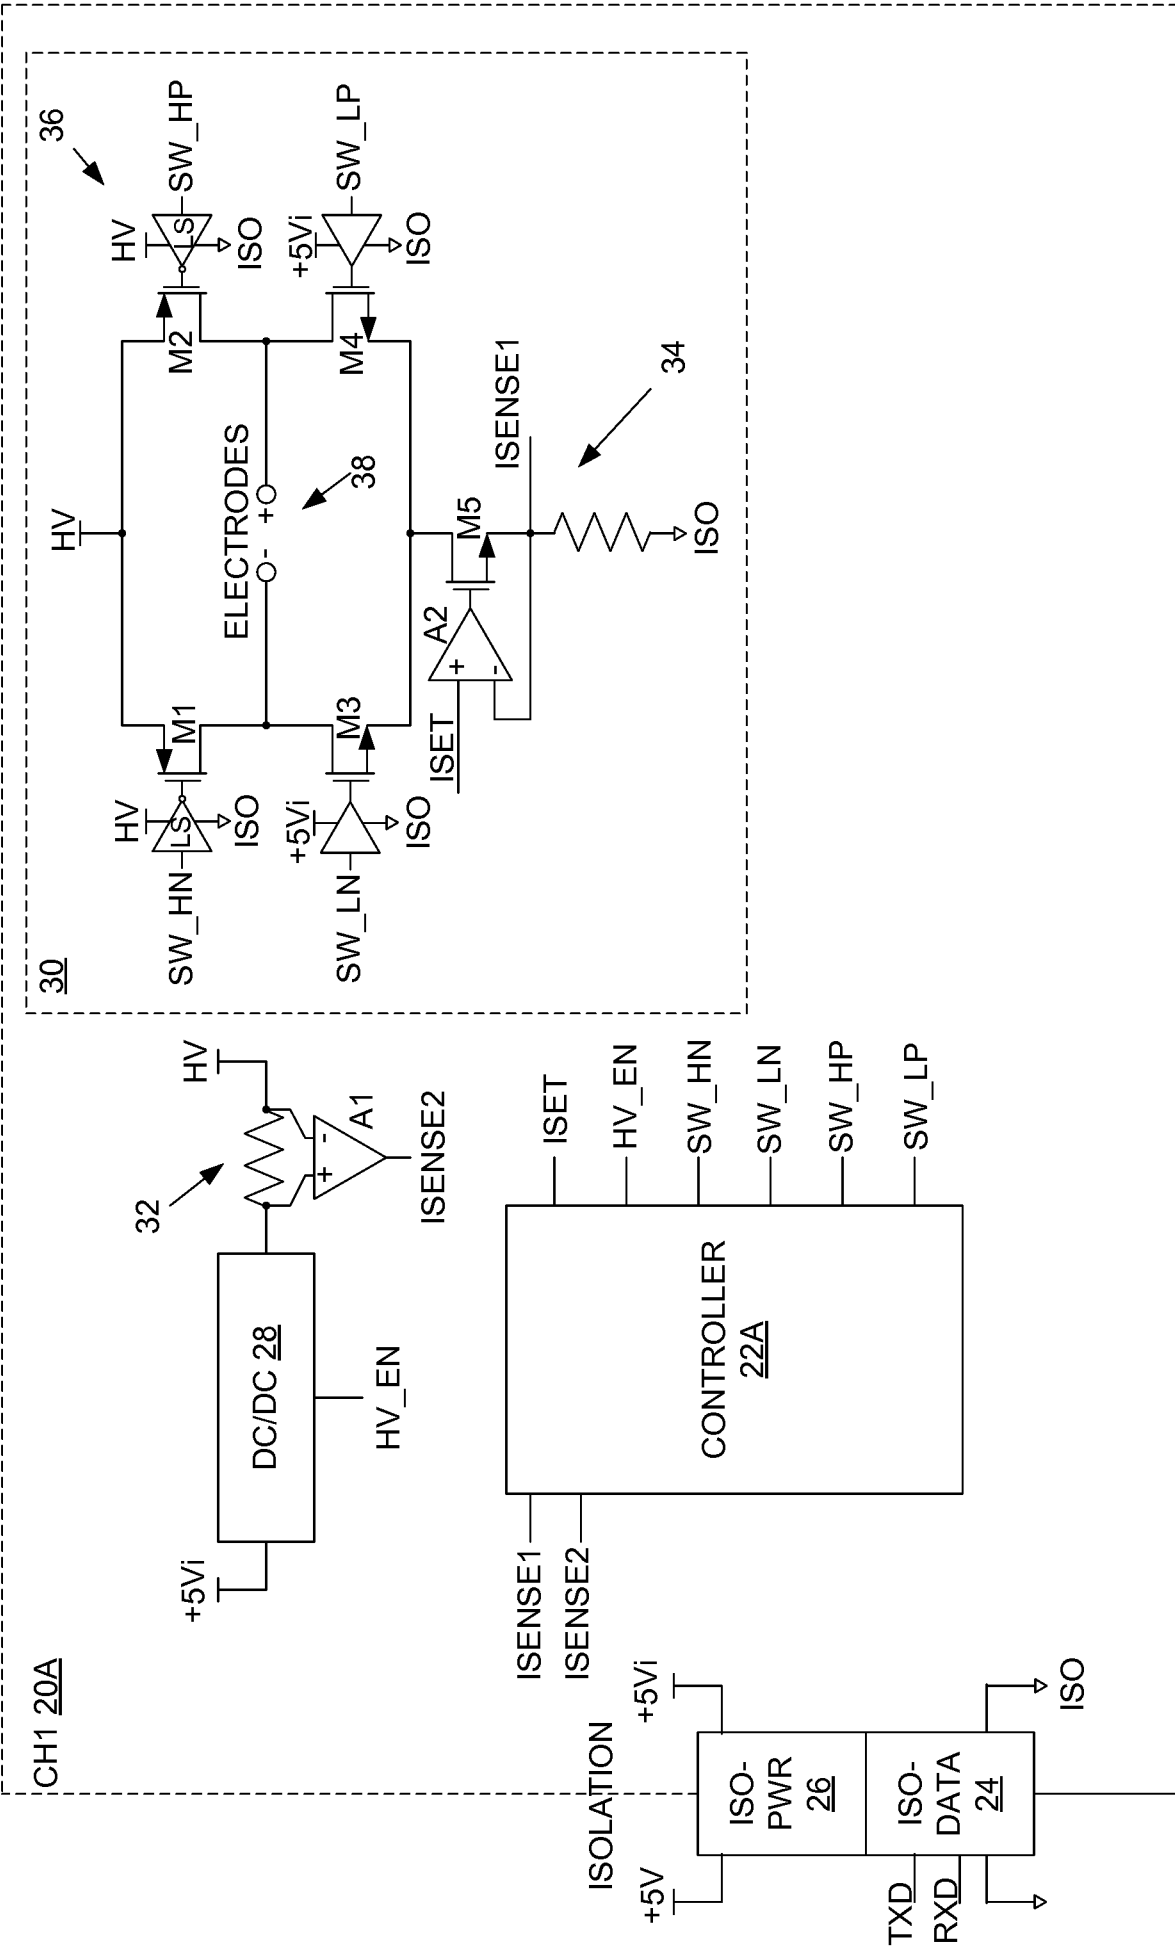 CH1 20A
+5Vi
DC/DC 28
HV_EN
32
HV
+
-
A1
ISENSE2
30
HV
36
HV
LS
ISO
SW_HN
M1
HV
LS
ISO
SW_HP
M2
ELECTRODES
-
+
38
+5Vi
ISO
SW_LN
M3
+5Vi
ISO
SW_LP
M4
ISET
+
-
A2
M5
ISENSE1
34
ISO
ISENSE1
ISENSE2
CONTROLLER
22A
ISET
HV_EN
SW_HN
SW_LN
SW_HP
SW_LP
ISOLATION
+5V
+5Vi
ISO-
PWR
26
ISO-
DATA
24
TXD
RXD
ISO